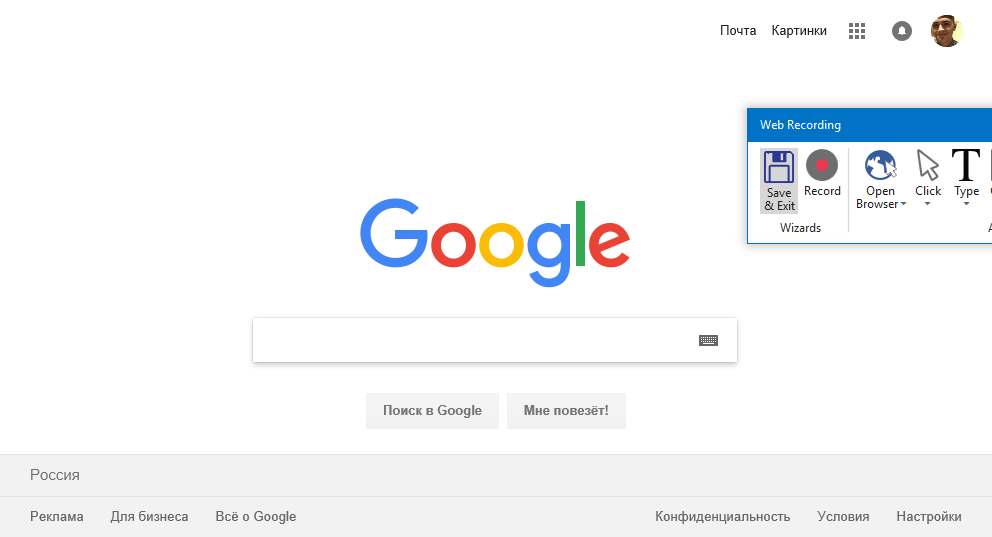 Почта Картинки
Web Recording
Save & Exit
Record
Open Browser
Click
T
Type
Wizards
Google
Поиск в Google
Мне повезёт!
Россия
Реклама Для бизнеса Всё о Google
Конфиденциальность Условия Настройки